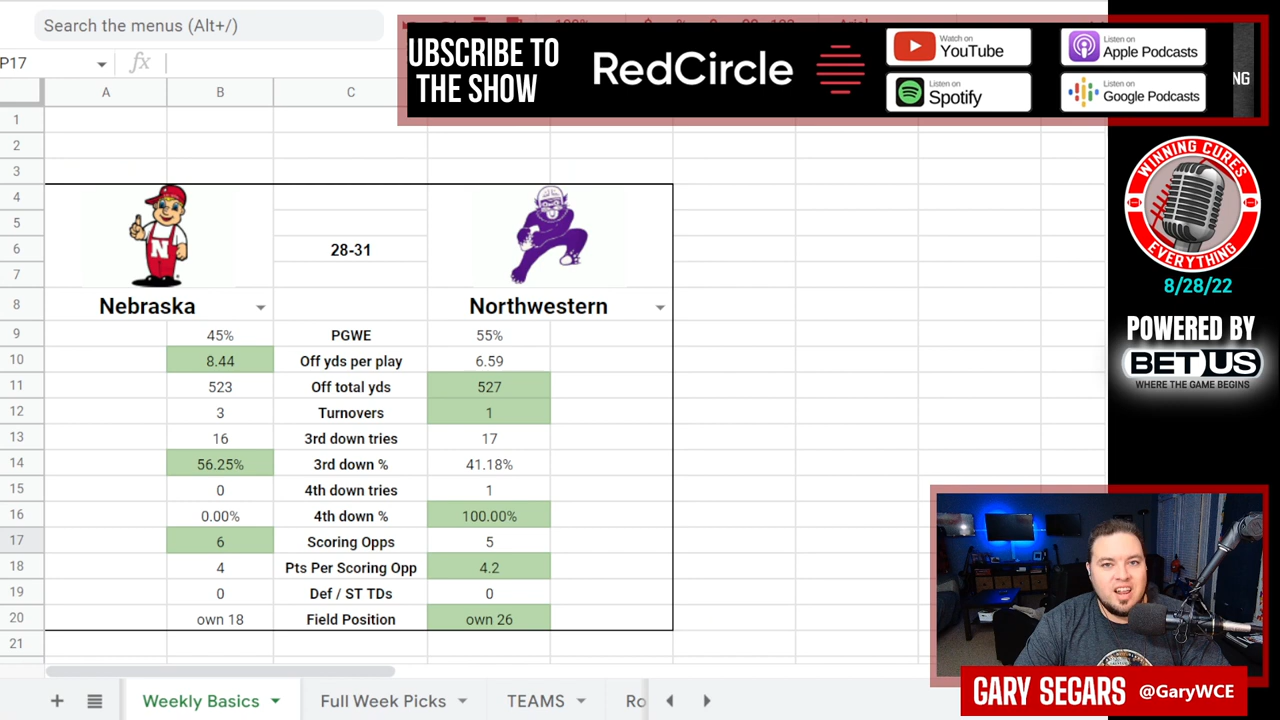 Search the menus (Alt+/)
UBSCRIBE TO
THE SHOW
RedCircle
Watch on
YouTube
Listen on
Spotify
Listen on
Apple Podcasts
Listen on
Google Podcasts
NG
P17
fx
A B C
1
2
3
4
5
6 28-31
7
8 Nebraska Northwestern
9 45% PGWE 55%
10 8.44 Off yds per play 6.59
11 523 Off total yds 527
12 3 Turnovers 1
13 16 3rd down tries 17
14 56.25% 3rd down % 41.18%
15 0 4th down tries 1
16 0.00% 4th down % 100.00%
17 6 Scoring Opps 5
18 4 Pts Per Scoring Opp 4.2
19 0 Def / ST TDs 0
20 own 18 Field Position own 26
21
N
WINNING CURES
EVERYTHING
8/28/22
POWERED BY
BETUS
WHERE THE GAME BEGINS
GARY SEGARS @GaryWCE
+ Weekly Basics Full Week Picks TEAMS Ro